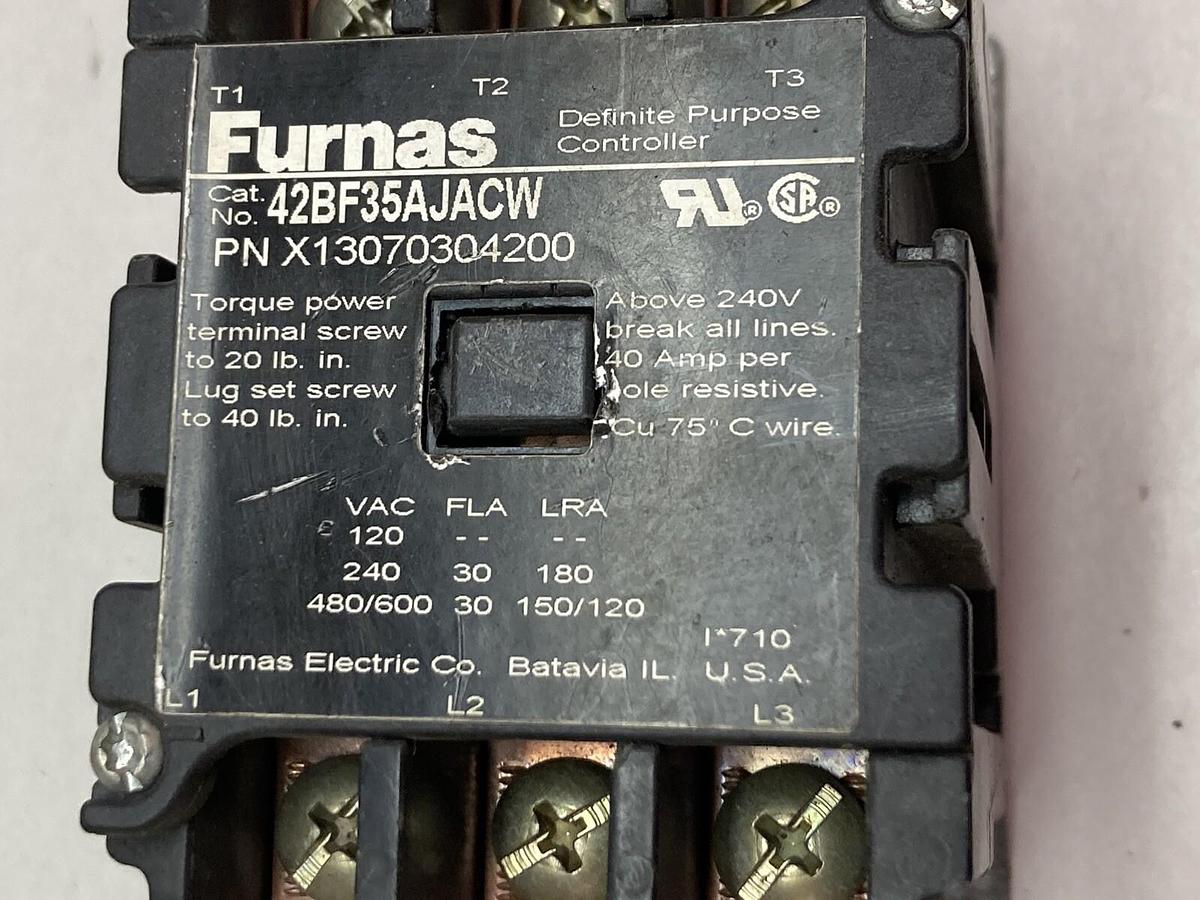 T1 T2 T3
Furnas
Definite Purpose
Controller
Cat.
No. 42BF35AJACW
PN X13070304200
Torque power
terminal screw
to 20 lb. in.
Lug set screw
to 40 lb. in.
Above 240V
break all lines.
40 Amp per
ole resistive.
Cu 75° C wire.
VAC FLA LRA
120 -- --
240 30 180
480/600 30 150/120
I*710
Furnas Electric Co. Batavia IL. U.S.A.
L1 L2 L3